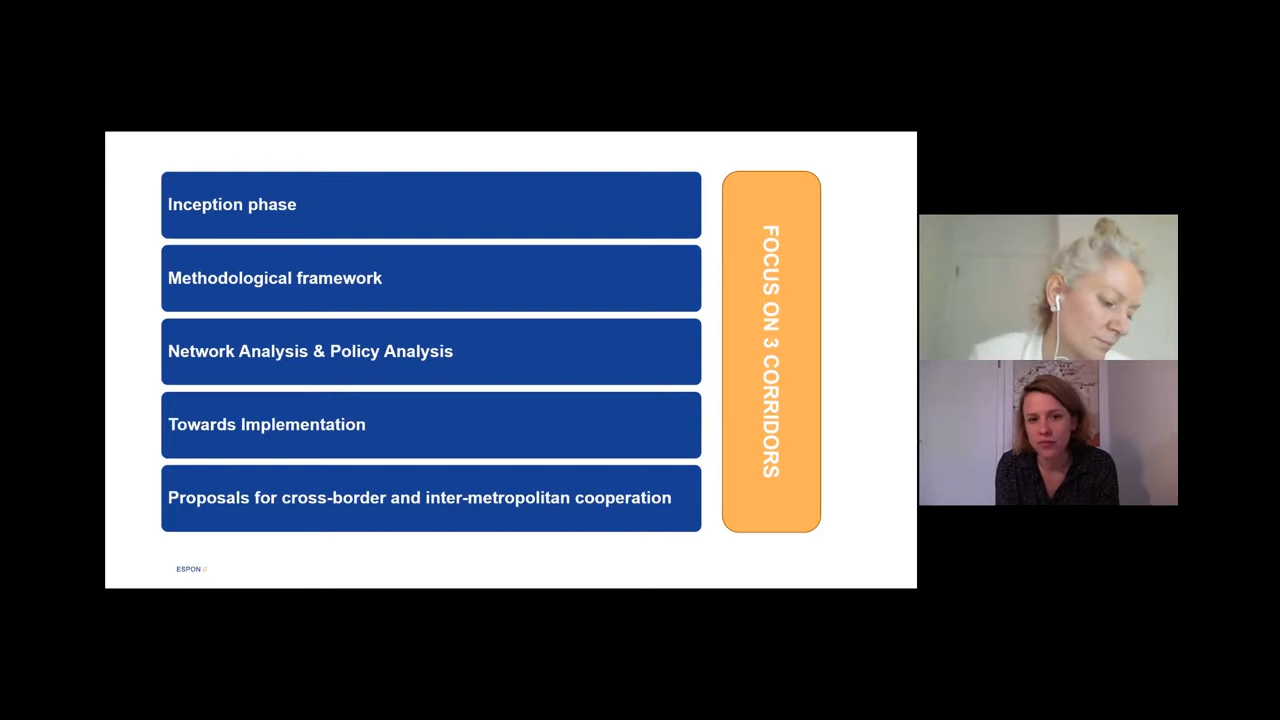 Inception phase
Methodological framework
Network Analysis & Policy Analysis
Towards Implementation
Proposals for cross-border and inter-metropolitan cooperation
FOCUS ON 3 CORRIDORS
ESPON //